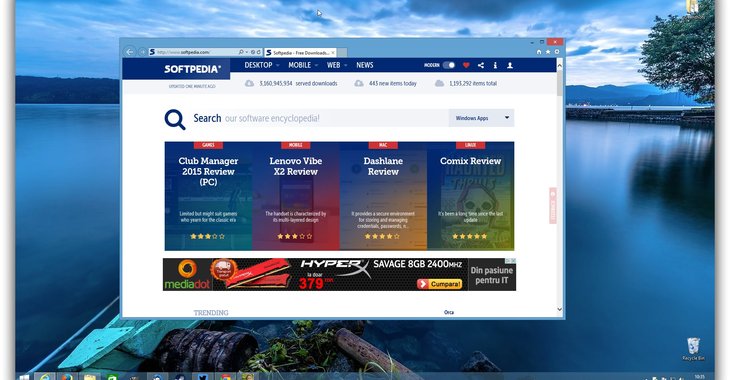 http://www.softpedia.com/
Softpedia - Free Downloads...
SOFTPEDIA®
DESKTOP
MOBILE
WEB
NEWS
MODERN
UPDATED ONE MINUTE AGO
3,160,945,934 served downloads
443 new items today
1,193,292 items total
Search our software encyclopedia!
Windows Apps
GAMES
Club Manager
2015 Review
(PC)
Limited but might suit gamers
who yearn for the classic era
MOBILE
Lenovo Vibe
X2 Review
The handset is characterized by
its multi-layered design
MAC
Dashlane
Review
It provides a secure environment
for storing and managing
credentials, passwords, n...
LINUX
Comix Review
It's been a long time since the last
update
FEEDBACK
mediadot
Transport
gratuit
HYPERX SAVAGE 8GB 2400MHZ
la doar
379
Cumpara!
Din pasiune
pentru IT
TRENDING
Orca
Recycle Bin
10:35